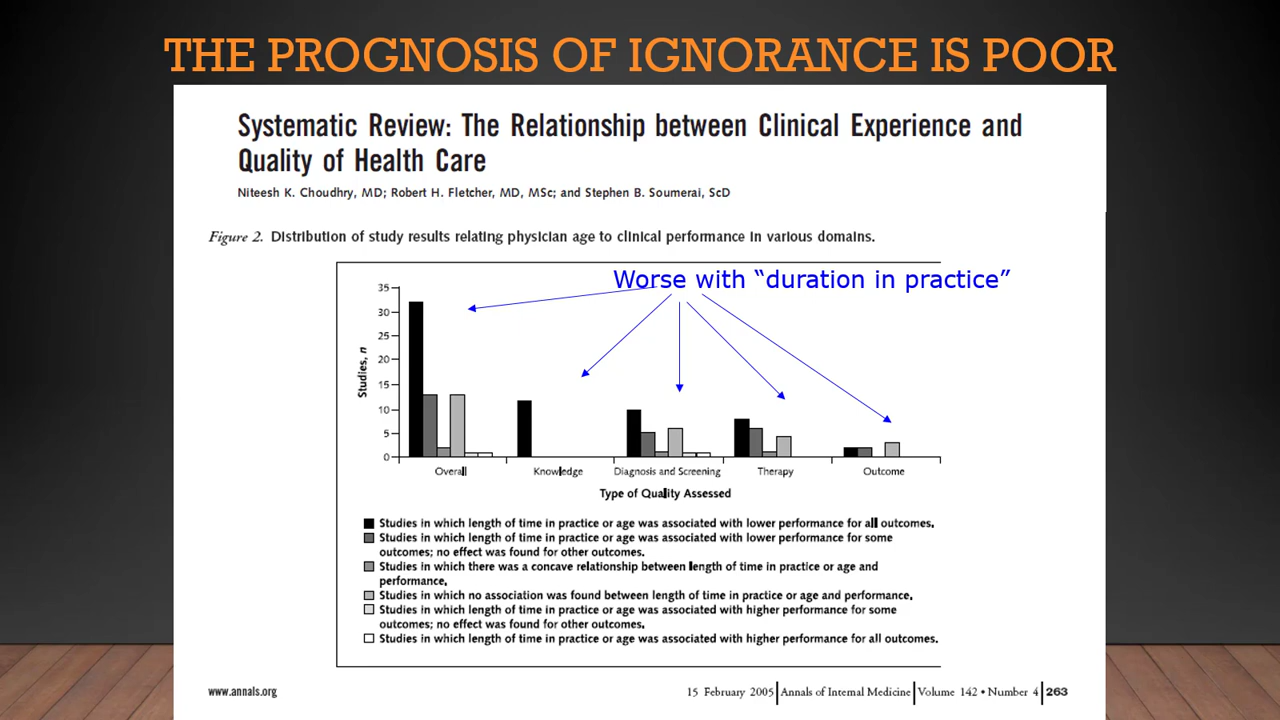 THE PROGNOSIS OF IGNORANCE IS POOR
Systematic Review: The Relationship between Clinical Experience and
Quality of Health Care
Niteesh K. Choudhry, MD; Robert H. Fletcher, MD, MSc; and Stephen B. Soumerai, ScD
Figure 2. Distribution of study results relating physician age to clinical performance in various domains.
Worse with “duration in practice”
Studies, n
35
30
25
20
15
10
5
0
Overall Knowledge Diagnosis and Screening Therapy Outcome
Type of Quality Assessed
Studies in which length of time in practice or age was associated with lower performance for all outcomes.
Studies in which length of time in practice or age was associated with lower performance for some
outcomes; no effect was found for other outcomes.
Studies in which there was a concave relationship between length of time in practice or age and
performance.
Studies in which no association was found between length of time in practice or age and performance.
Studies in which length of time in practice or age was associated with higher performance for some
outcomes; no effect was found for other outcomes.
Studies in which length of time in practice or age was associated with higher performance for all outcomes.
www.annals.org
15 February 2005 Annals of Internal Medicine Volume 142 • Number 4 263